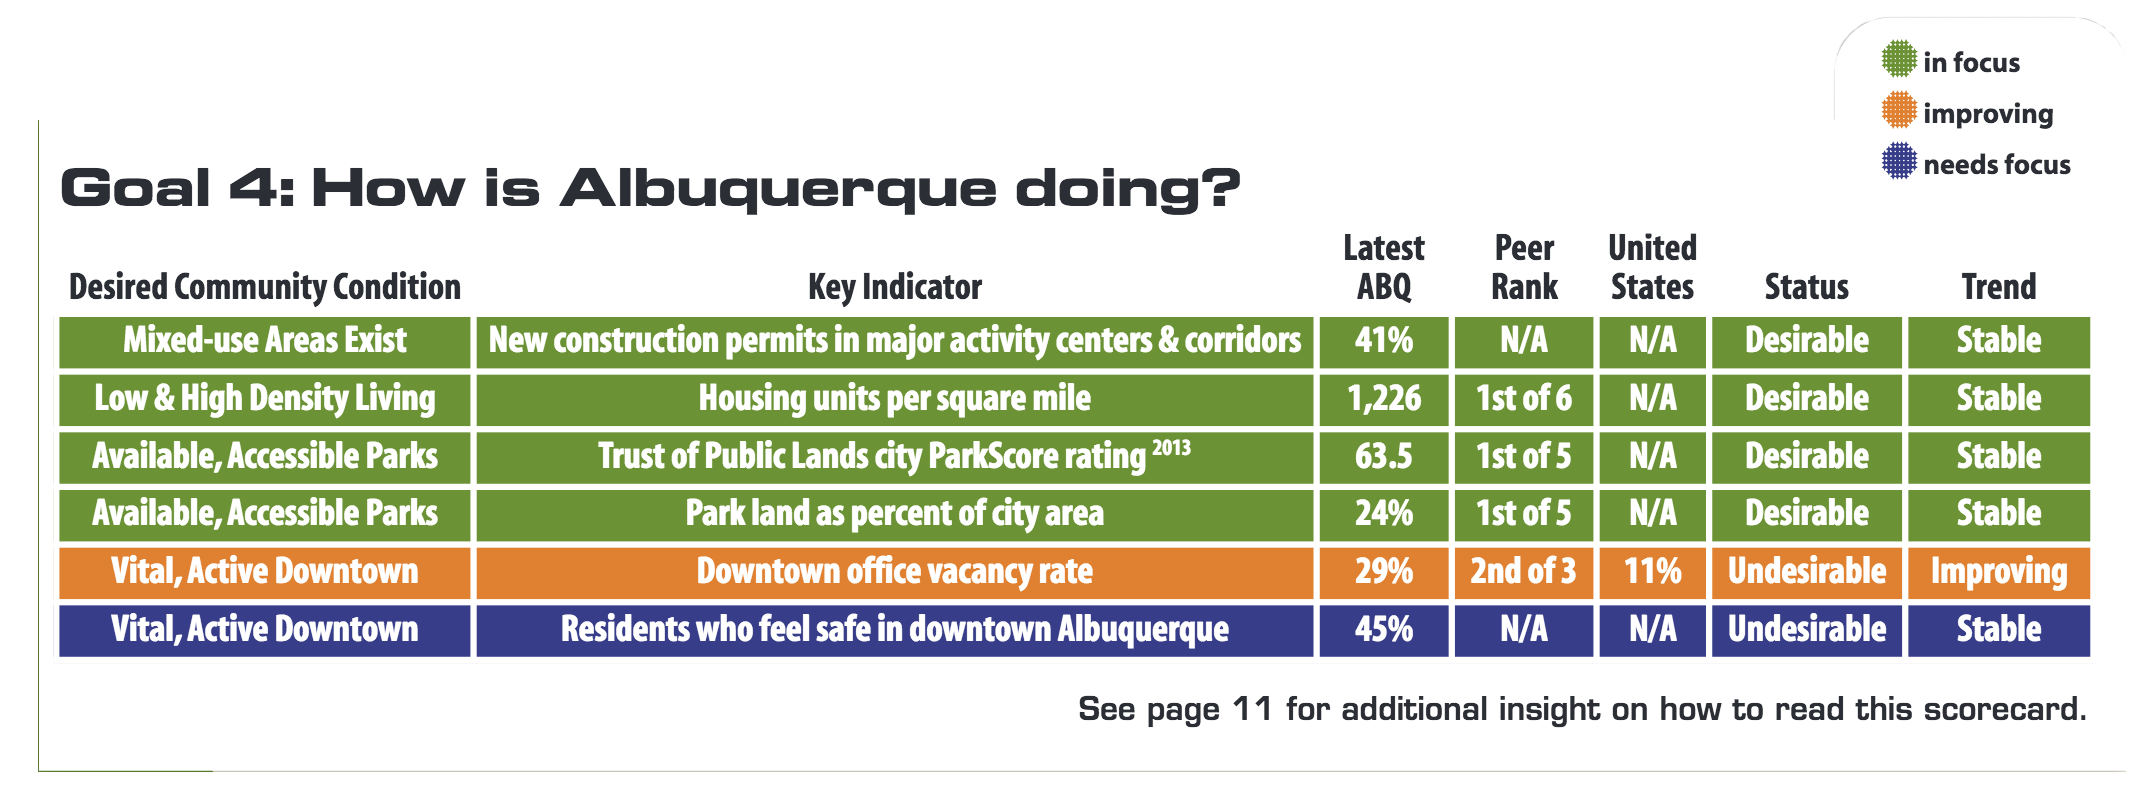 in focus
improving
needs focus
Goal 4: How is Albuquerque doing?
Desired Community Condition Key Indicator Latest ABQ Peer Rank United States Status Trend
Mixed-use Areas Exist New construction permits in major activity centers & corridors 41% N/A N/A Desirable Stable
Low & High Density Living Housing units per square mile 1,226 1st of 6 N/A Desirable Stable
Available, Accessible Parks Trust of Public Lands city ParkScore rating 2013 63.5 1st of 5 N/A Desirable Stable
Available, Accessible Parks Park land as percent of city area 24% 1st of 5 N/A Desirable Stable
Vital, Active Downtown Downtown office vacancy rate 29% 2nd of 3 11% Undesirable Improving
Vital, Active Downtown Residents who feel safe in downtown Albuquerque 45% N/A N/A Undesirable Stable
See page 11 for additional insight on how to read this scorecard.